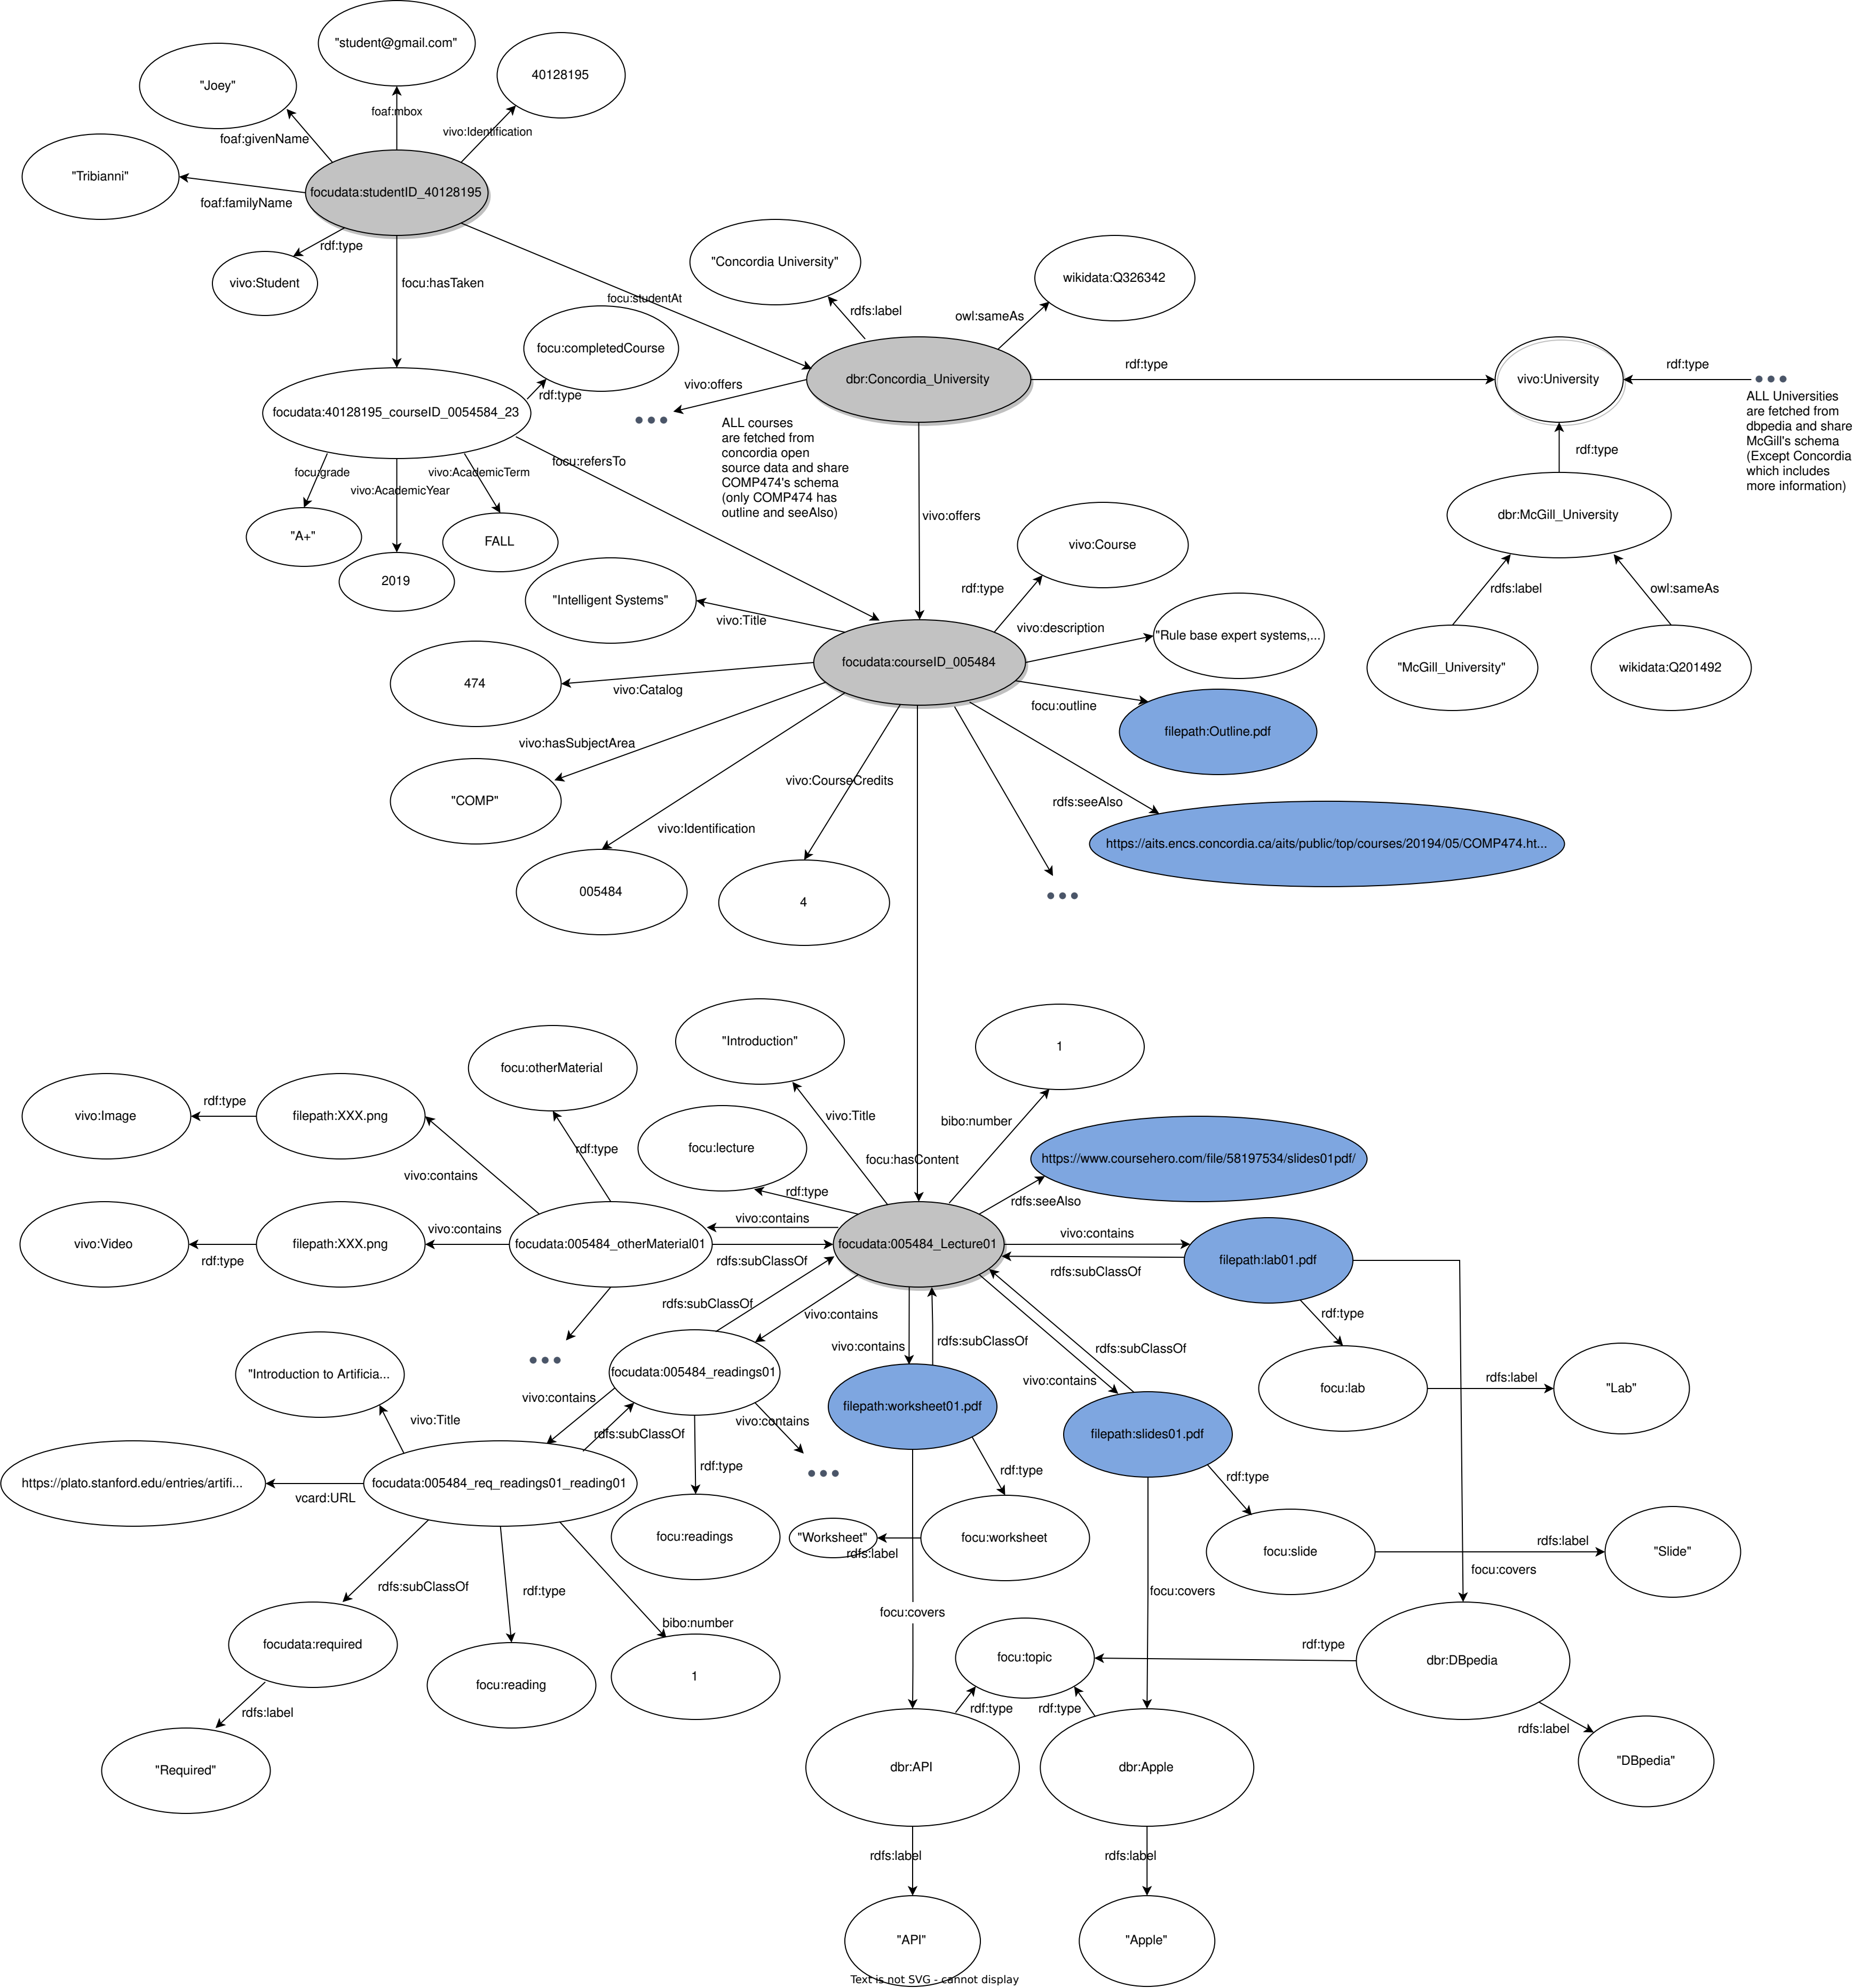 "student@gmail.com"
40128195
"Joey"
foaf:mbox
vivo:Identification
foaf:givenName
"Tribianni"
focudata:studentID_40128195
foaf:familyName
rdf:type
vivo:Student
focu:hasTaken
focu:studentAt
"Concordia University"
wikidata:Q326342
rdfs:label
owl:sameAs
focu:completedCourse
rdf:type
vivo:offers
dbr:Concordia_University
rdf:type
vivo:University
rdf:type
ALL Universities
are fetched from
dbpedia and share
McGill's schema
(Except Concordia
which includes
more information)
focudata:40128195_courseID_0054584_23
ALL courses
are fetched from
concordia open
source data and share
COMP474's schema
(only COMP474 has
outline and seeAlso)
rdf:type
focu:grade
vivo:AcademicYear
vivo:AcademicTerm
focu:refersTo
"A+"
2019
FALL
vivo:offers
dbr:McGill_University
rdfs:label
owl:sameAs
"McGill_University"
wikidata:Q201492
vivo:Course
rdf:type
"Intelligent Systems"
vivo:Title
vivo:description
"Rule base expert systems,...
focudata:courseID_005484
474
vivo:Catalog
focu:outline
filepath:Outline.pdf
vivo:hasSubjectArea
"COMP"
vivo:CourseCredits
vivo:Identification
rdfs:seeAlso
https://aits.encs.concordia.ca/aits/public/top/courses/20194/05/COMP474.ht...
005484
4
"Introduction"
1
focu:otherMaterial
vivo:Image
rdf:type
filepath:XXX.png
vivo:Title
bibo:number
rdf:type
focu:lecture
focu:hasContent
https://www.coursehero.com/file/58197534/slides01pdf/
vivo:contains
rdf:type
rdfs:seeAlso
vivo:Video
rdf:type
filepath:XXX.png
vivo:contains
focudata:005484_otherMaterial01
vivo:contains
rdfs:subClassOf
focudata:005484_Lecture01
vivo:contains
rdfs:subClassOf
filepath:lab01.pdf
rdfs:subClassOf
vivo:contains
rdf:type
vivo:contains
rdfs:subClassOf
rdfs:subClassOf
vivo:contains
"Introduction to Artificia...
focudata:005484_readings01
focu:lab
rdfs:label
"Lab"
vivo:contains
vivo:Title
rdfs:subClassOf
vivo:contains
filepath:worksheet01.pdf
filepath:slides01.pdf
https://plato.stanford.edu/entries/artifi...
vcard:URL
focudata:005484_req_readings01_reading01
rdf:type
rdf:type
rdf:type
focu:readings
"Worksheet"
rdfs:label
focu:worksheet
focu:slide
rdfs:label
"Slide"
rdfs:subClassOf
rdf:type
bibo:number
focu:covers
focu:covers
focu:covers
focudata:required
focu:reading
1
focu:topic
rdf:type
dbr:DBpedia
rdfs:label
rdf:type
rdf:type
rdfs:label
"Required"
dbr:API
dbr:Apple
"DBpedia"
rdfs:label
rdfs:label
"API"
"Apple"
Text is not SVG - cannot display